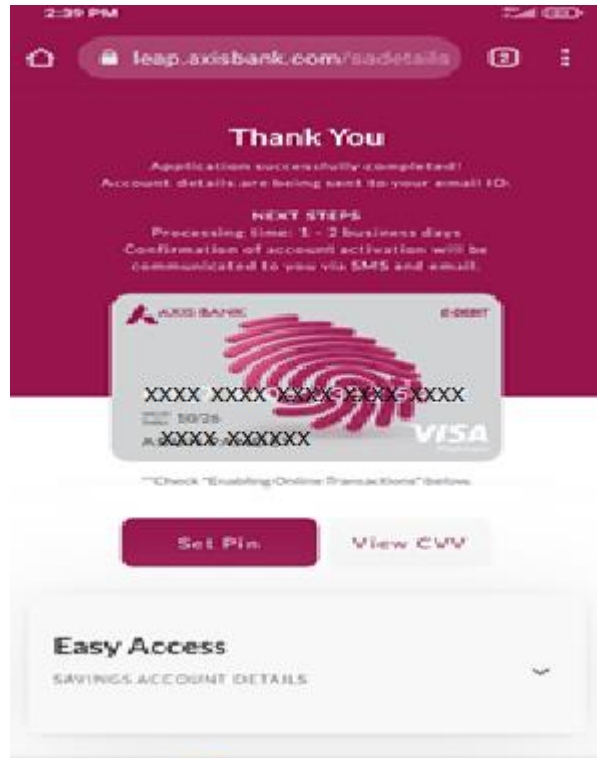 2:39 PM
leap.axisbank.com/sadetails
2
Thank You
Application successfully completed!
Account details are being sent to your email ID.
NEXT STEPS
Processing time: 1 - 2 business days
Confirmation of account activation will be
communicated to you via SMS and email.
AXIS BANK
E-DEBIT
XXXX XXXX XXXX XXXX XXXX
XXXX XXXXXX
VISA
**Check "Enabling Online Transactions" below.
Set Pin
View CVV
Easy Access
SAVINGS ACCOUNT DETAILS